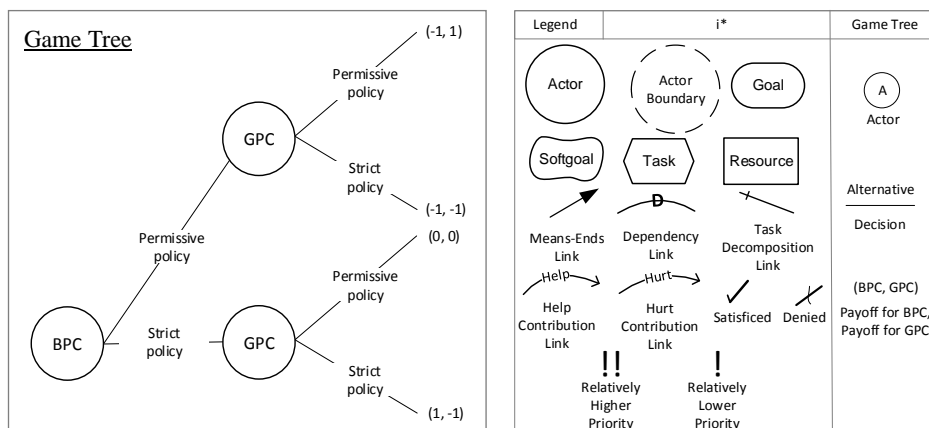 Game Tree
(-1, 1)
Permissive
policy
GPC
Strict
policy
(-1, -1)
Permissive
policy
(0, 0)
Permissive
policy
BPC
Strict
policy
GPC
Strict
policy
(1, -1)
Legend
i*
Game Tree
Actor
Actor
Boundary
Goal
A
Actor
Softgoal
Task
Resource
D
Alternative
Decision
Means-Ends
Link
Dependency
Link
Task
Decomposition
Link
Help
Hurt
Help
Contribution
Link
Hurt
Contribution
Link
Satisficed
Denied
(BPC, GPC)
Payoff for BPC,
Payoff for GPC
!!
Relatively
Higher
Priority
!
Relatively
Lower
Priority